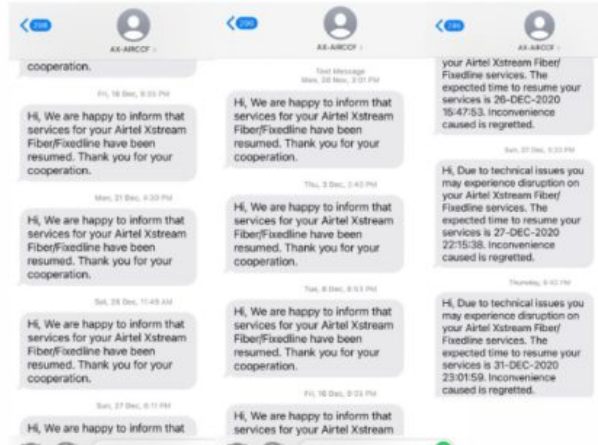 298
AX-AIRCCF
cooperation.
Fri, 18 Dec, 9:35 PM
Hi, We are happy to inform that
services for your Airtel Xstream
Fiber/Fixedline have been
resumed. Thank you for your
cooperation.
Mon, 21 Dec, 9:30 PM
Hi, We are happy to inform that
services for your Airtel Xstream
Fiber/Fixedline have been
resumed. Thank you for your
cooperation.
Sat, 26 Dec, 11:49 AM
Hi, We are happy to inform that
services for your Airtel Xstream
Fiber/Fixedline have been
resumed. Thank you for your
cooperation.
Sun, 27 Dec, 6:11 PM
Hi, We are happy to inform that
AX-AIRCCF
Text Message
Mon, Nov, 3:01 PM
Hi, We are happy to inform that
services for your Airtel Xstream
Fiber/Fixedline have been
resumed. Thank you for your
cooperation.
Thu, 3 Dec, 3:40 PM
Hi, We are happy to inform that
services for your Airtel Xstream
Fiber/Fixedline have been
resumed. Thank you for your
cooperation.
Tue, 8 Dec, 8:53 PM
Hi, We are happy to inform that
services for your Airtel Xstream
Fiber/Fixedline have been
resumed. Thank you for your
cooperation.
Fri, 18 Dec, 9:35 PM
Hi, We are happy to inform that
services for your Airtel Xstream
AX-AIRCCF
your Airtel Xstream Fiber/
Fixedline services. The
expected time to resume your
services is 26-DEC-2020
15:47:53. Inconvenience
caused is regretted.
Sun, 27 Dec, PM
Hi, Due to technical issues you
may experience disruption on
your Airtel Xstream Fiber/
Fixedline services. The
expected time to resume your
services is 27-DEC-2020
22:15:38. Inconvenience
caused is regretted.
Thursday, PM
Hi, Due to technical issues you
may experience disruption on
your Airtel Xstream Fiber/
Fixedline services. The
expected time to resume your
services is 31-DEC-2020
23:01:59. Inconvenience
caused is regretted.